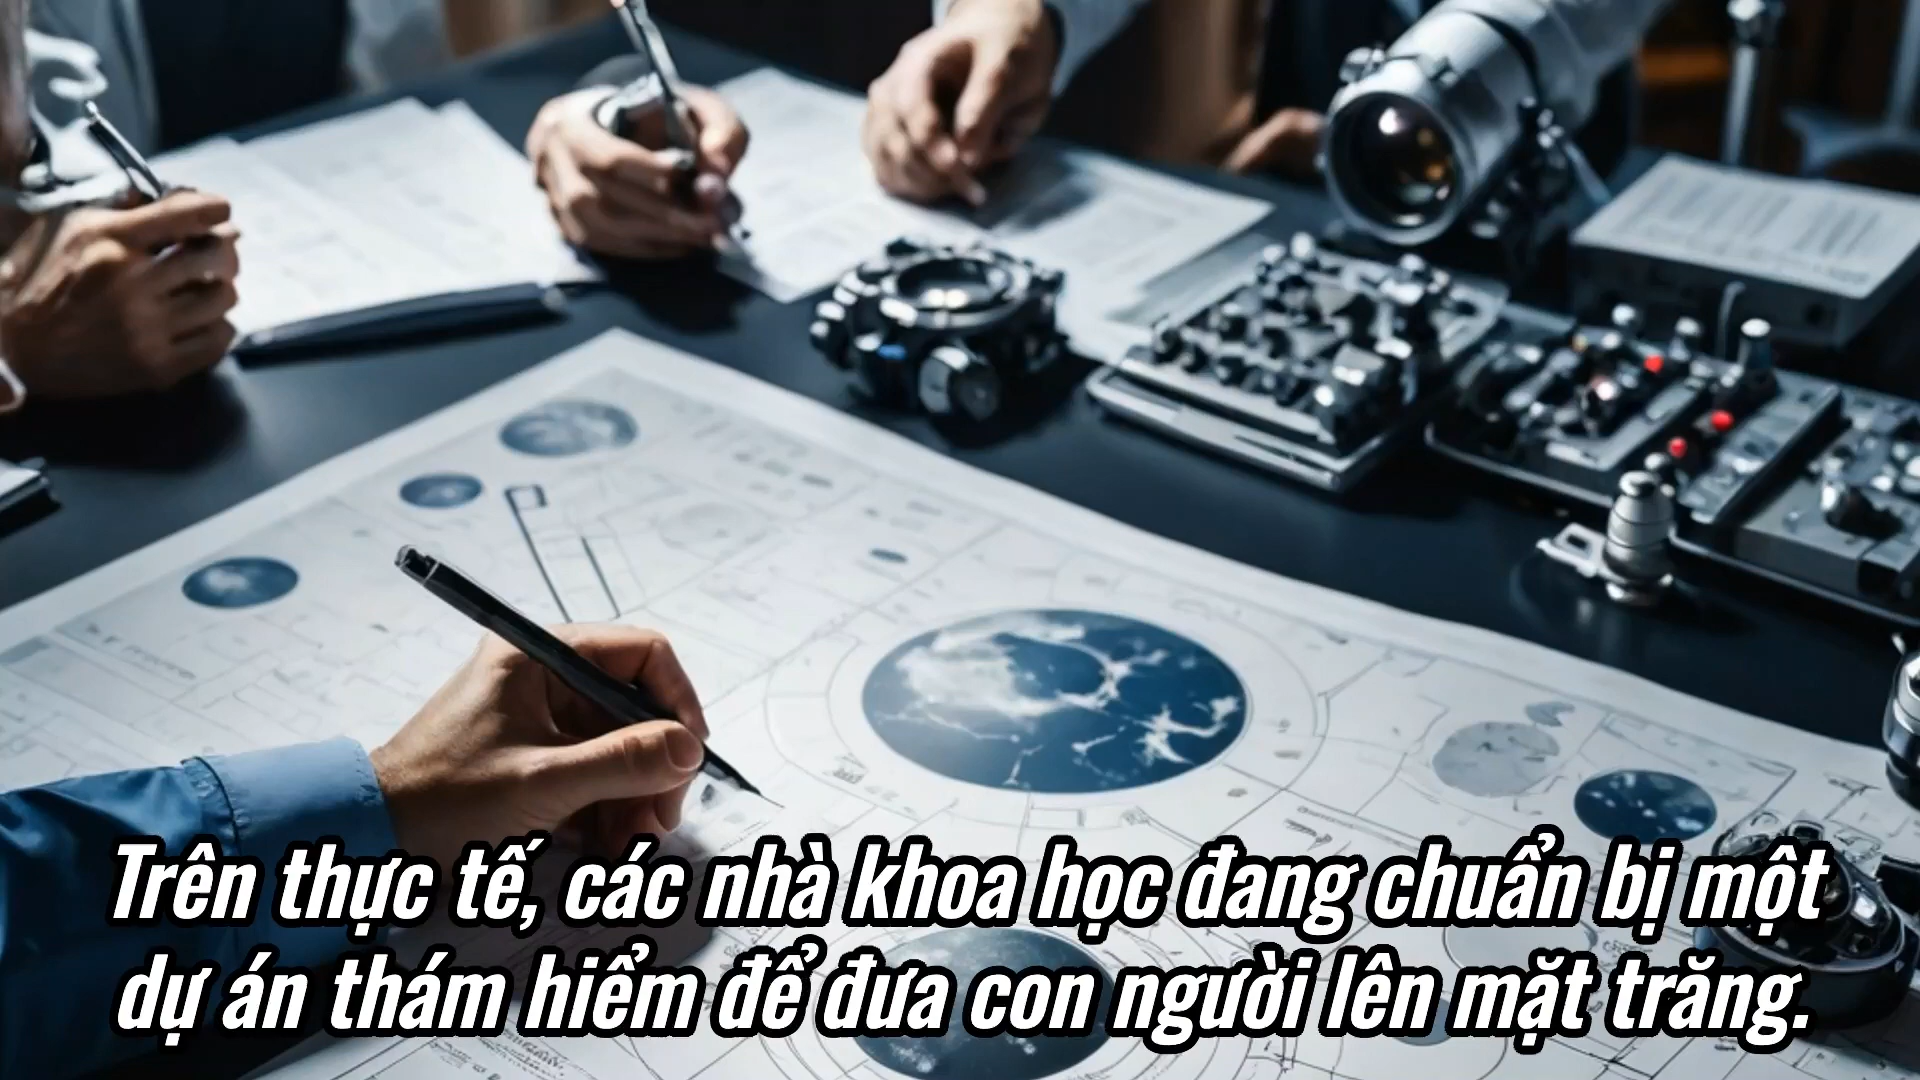 Trên thực tế, các nhà khoa học đang chuẩn bị một
dự án thám hiểm để đưa con người lên mặt trăng.